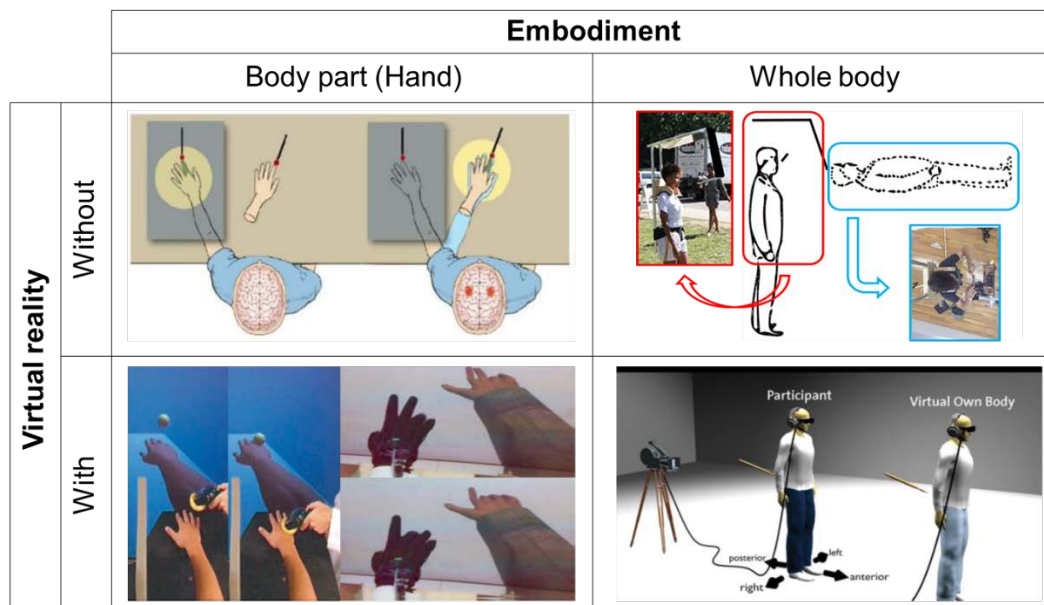 Embodiment
Body part (Hand)
Whole body
Virtual reality
Without
With
Participant
Virtual Own Body
posterior
left
right
anterior